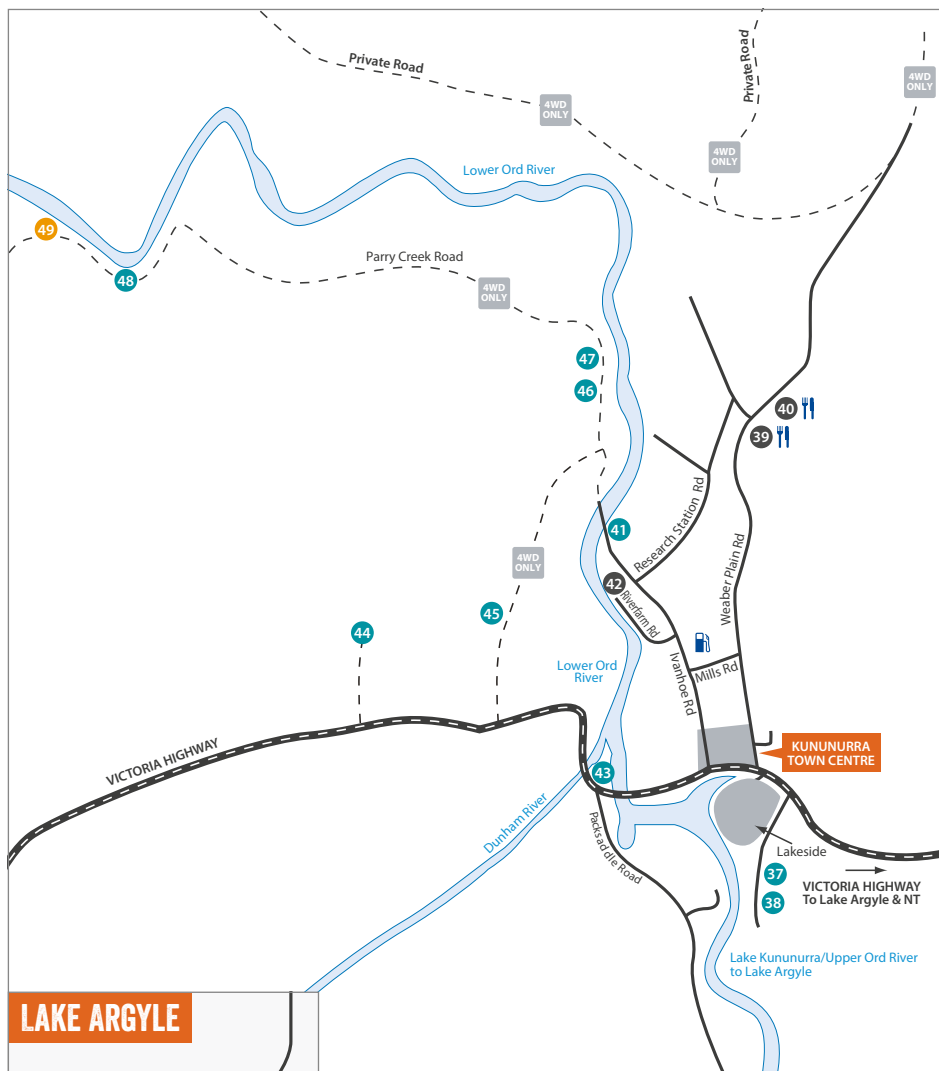 Private Road
Private Road
4WD
ONLY
4WD
ONLY
4WD
ONLY
Lower Ord River
49
48
Parry Creek Road
4WD
ONLY
47
46
40
39
41
Research Station Rd
4WD
ONLY
42
Riverfarm Rd
Weaber Plain Rd
45
44
Lower Ord
River
Ivanhoe Rd
Mills Rd
VICTORIA HIGHWAY
KUNUNURRA
TOWN CENTRE
43
Dunham River
Packsaddle Road
Lakeside
37
38
VICTORIA HIGHWAY
To Lake Argyle & NT
Lake Kununurra/Upper Ord River
to Lake Argyle
LAKE ARGYLE